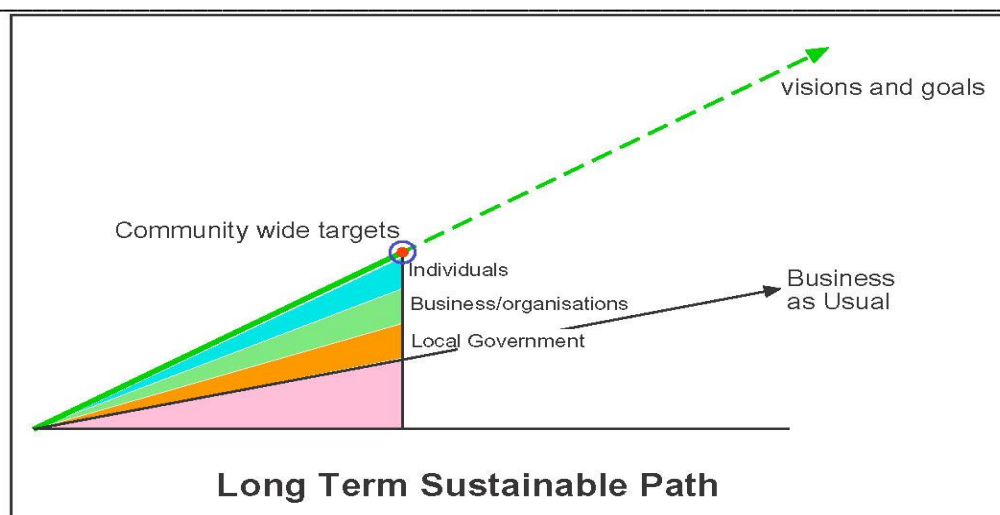 visions and goals
Community wide targets
Individuals
Business
as Usual
Business/organisations
Local Government
Long Term Sustainable Path